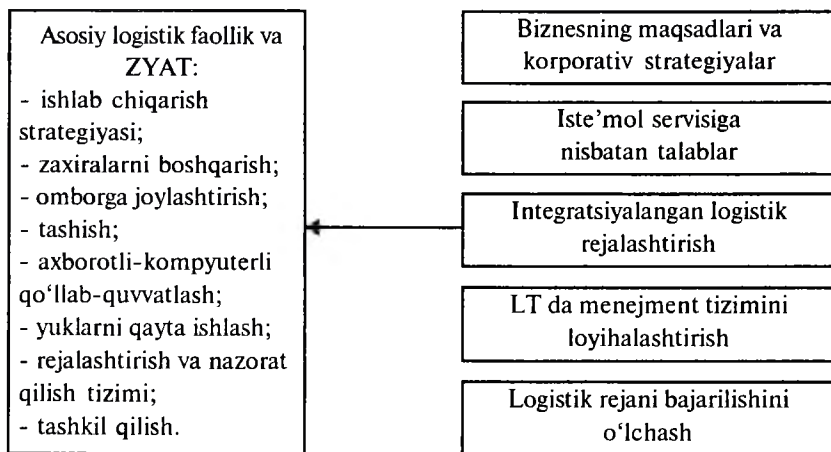 Asosiy logistik faollik va
ZYAT:
- ishlab chiqarish
strategiyasi;
- zaxiralarni boshqarish;
- omborga joylashtirish;
- tashish;
- axborotli-kompyuterli
qo‘llab-quvvatlash;
- yuklarni qayta ishlash;
- rejalashtirish va nazorat
qilish tizimi;
- tashkil qilish.
Biznesning maqsadlari va
korporativ strategiyalar
Iste’mol servisiga
nisbatan talablar
Integratsiyalangan logistik
rejalashtirish
LT da menejment tizimini
loyihalashtirish
Logistik rejani bajarilishini
o‘lchash